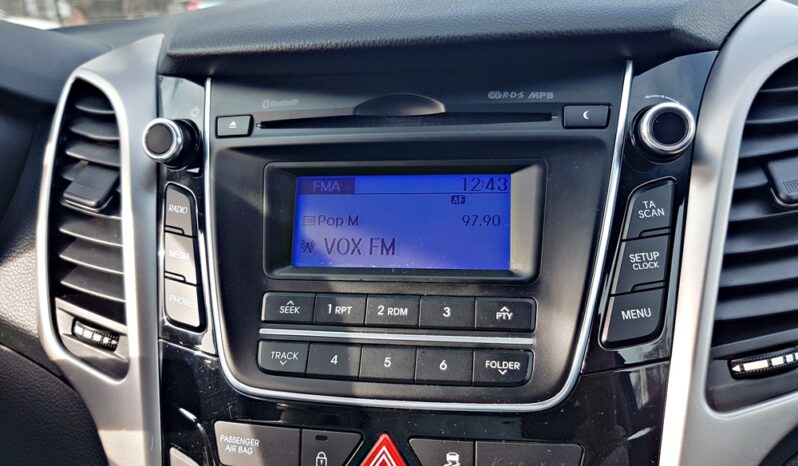 Bluetooth
R·D·S MP3
FMA 12:43
AF
Pop M 97.90
VOX FM
RADIO
MEDIA
PHONE
TA
SCAN
SETUP
CLOCK
MENU
SEEK 1 RPT 2 RDM 3 PTY
TRACK 4 5 6 FOLDER
PASSENGER
AIR BAG